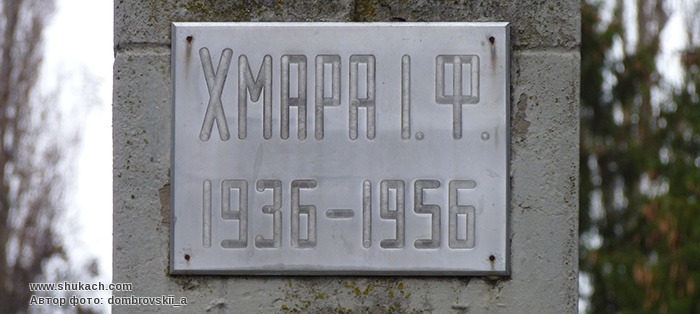 ХМАРА І. Ф.
1936-1956
www.shukach.com
Автор фото: dombrovskii_a